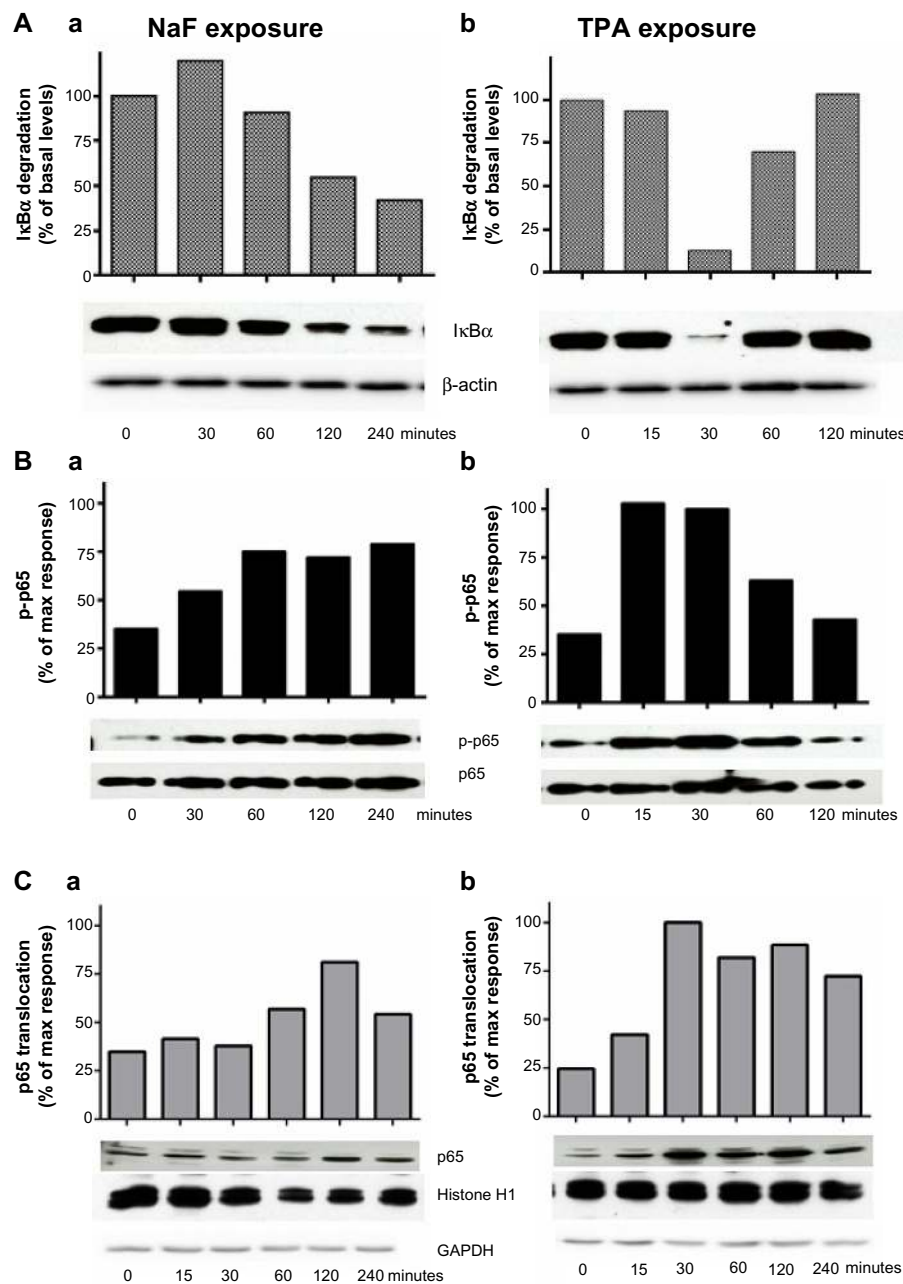 A a NaF exposure b TPA exposure
IκBα degradation
(% of basal levels)
100
75
50
25
0
IκBα degradation
(% of basal levels)
100
75
50
25
0
IκBα
β-actin
0 30 60 120 240 minutes
0 15 30 60 120 minutes
B a b
p-p65
(% of max response)
100
75
50
25
0
p-p65
(% of max response)
100
75
50
25
0
p-p65
p65
0 30 60 120 240 minutes
0 15 30 60 120 minutes
C a b
p65 translocation
(% of max response)
100
75
50
25
0
p65 translocation
(% of max response)
100
75
50
25
0
p65
Histone H1
GAPDH
0 15 30 60 120 240 minutes
0 15 30 60 120 240 minutes